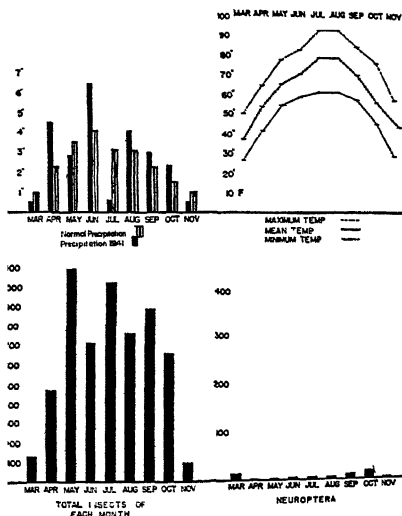 MAR APR MAY JUN JUL AUG SEP OCT NOV
100
90
80°
70°
60°
50°
40°
30°
20°
10 F
MAXIMUM TEMP
MEAN TEMP
MINIMUM TEMP
7"
6"
5"
4"
3"
2"
1"
MAR APR MAY JUN JUL AUG SEP OCT NOV
Normal Precipitation
Precipitation 1941
MAR APR MAY JUN JUL AUG SEP OCT NOV
TOTAL INSECTS OF
EACH MONTH
400
300
200
100
MAR APR MAY JUN JUL AUG SEP OCT NOV
NEUROPTERA